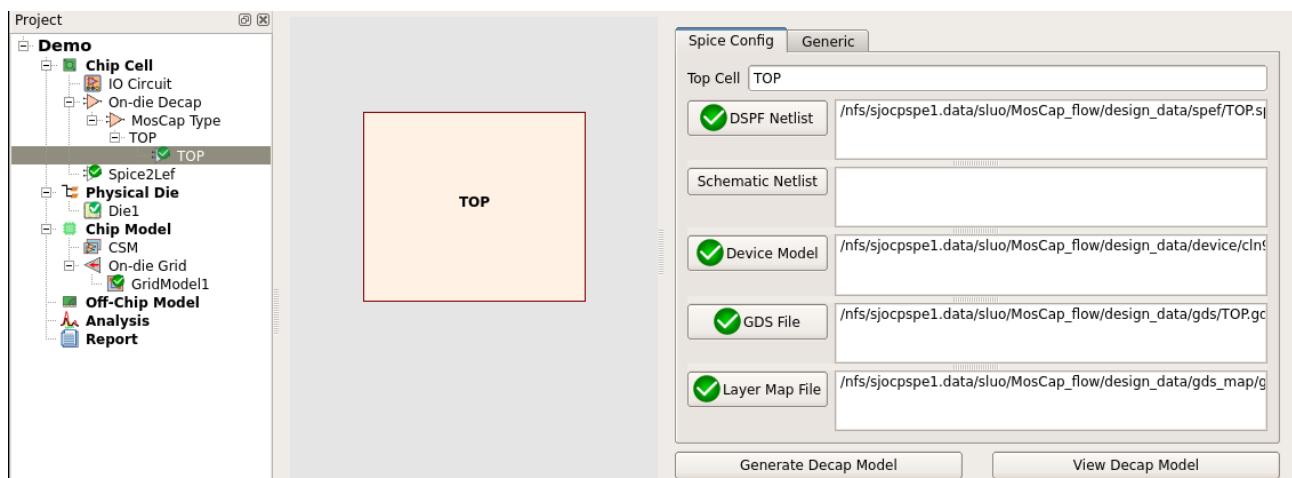 Project
Demo
Chip Cell
IO Circuit
On-die Decap
MosCap Type
TOP
TOP
Spice2Lef
Physical Die
Die1
Chip Model
CSM
On-die Grid
GridModel1
Off-Chip Model
Analysis
Report
TOP
Spice Config Generic
Top Cell TOP
DSPF Netlist /nfs/sjocpspe1.data/sluo/MosCap_flow/design_data/spef/TOP.sp
Schematic Netlist
Device Model /nfs/sjocpspe1.data/sluo/MosCap_flow/design_data/device/cln9
GDS File /nfs/sjocpspe1.data/sluo/MosCap_flow/design_data/gds/TOP.gd
Layer Map File /nfs/sjocpspe1.data/sluo/MosCap_flow/design_data/gds_map/g
Generate Decap Model View Decap Model